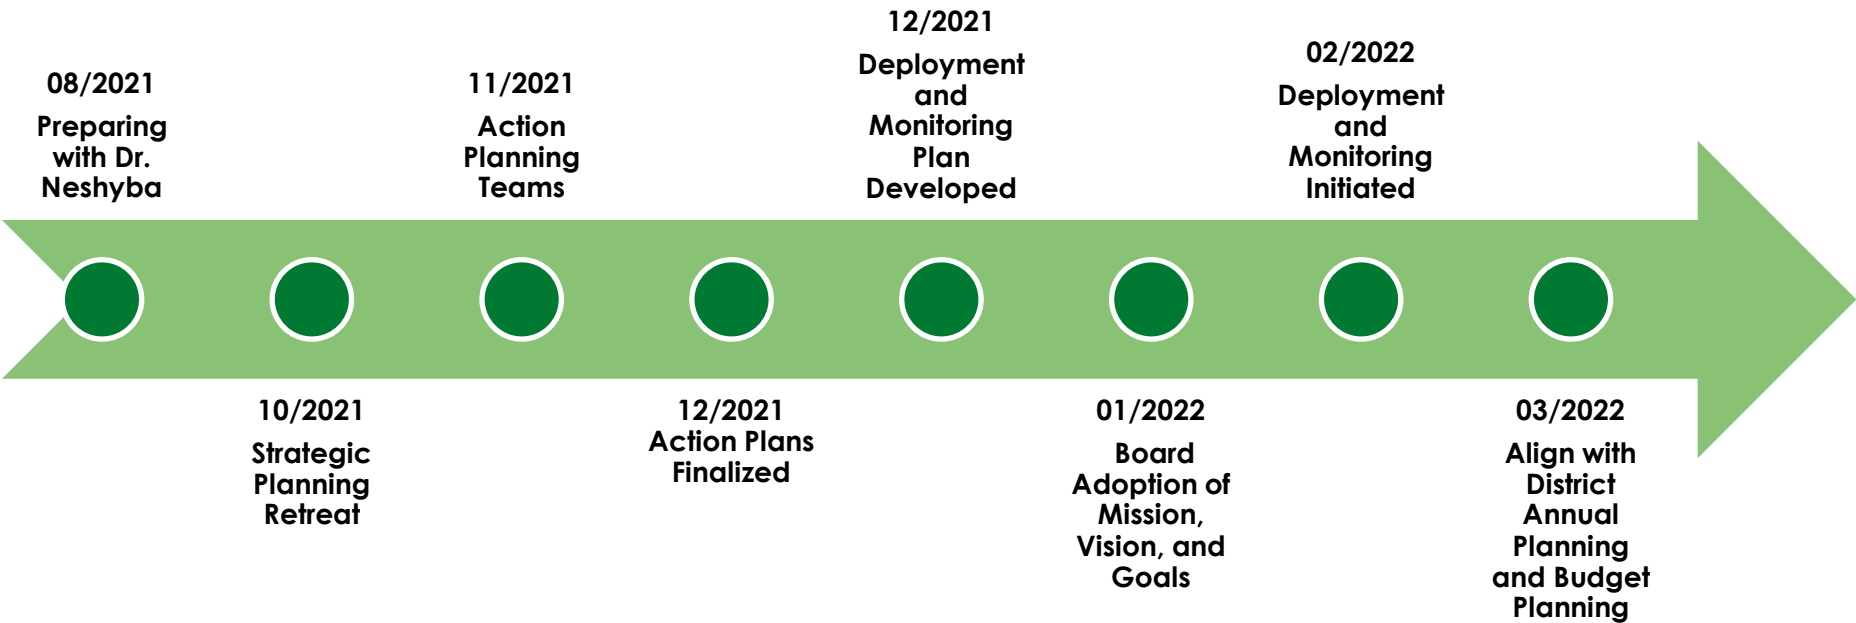 08/2021
Preparing
with Dr.
Neshyba
10/2021
Strategic
Planning
Retreat
11/2021
Action
Planning
Teams
12/2021
Action Plans
Finalized
12/2021
Deployment
and
Monitoring
Plan
Developed
01/2022
Board
Adoption of
Mission,
Vision, and
Goals
02/2022
Deployment
and
Monitoring
Initiated
03/2022
Align with
District
Annual
Planning
and Budget
Planning